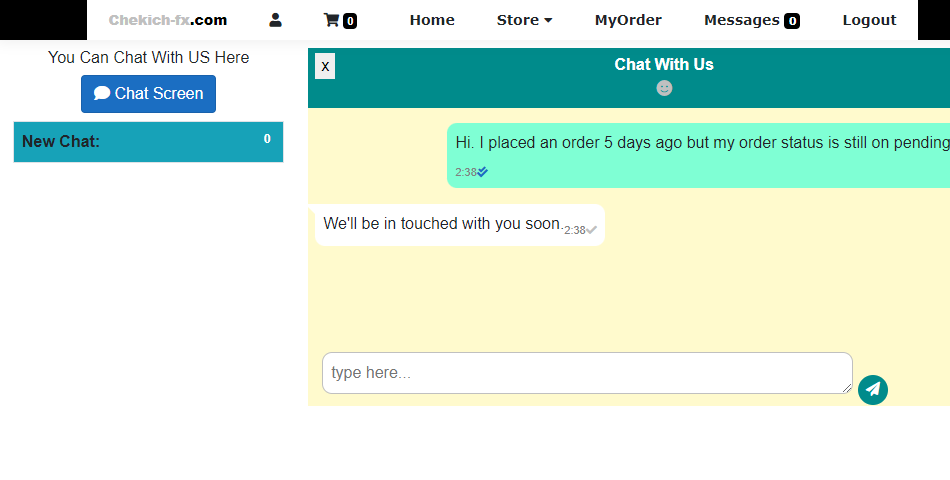 Chekich-fx.com 0 Home Store MyOrder Messages 0 Logout
You Can Chat With US Here
Chat Screen
New Chat: 0
X Chat With Us
Hi. I placed an order 5 days ago but my order status is still on pending
2:38
We'll be in touched with you soon.2:38
type here...